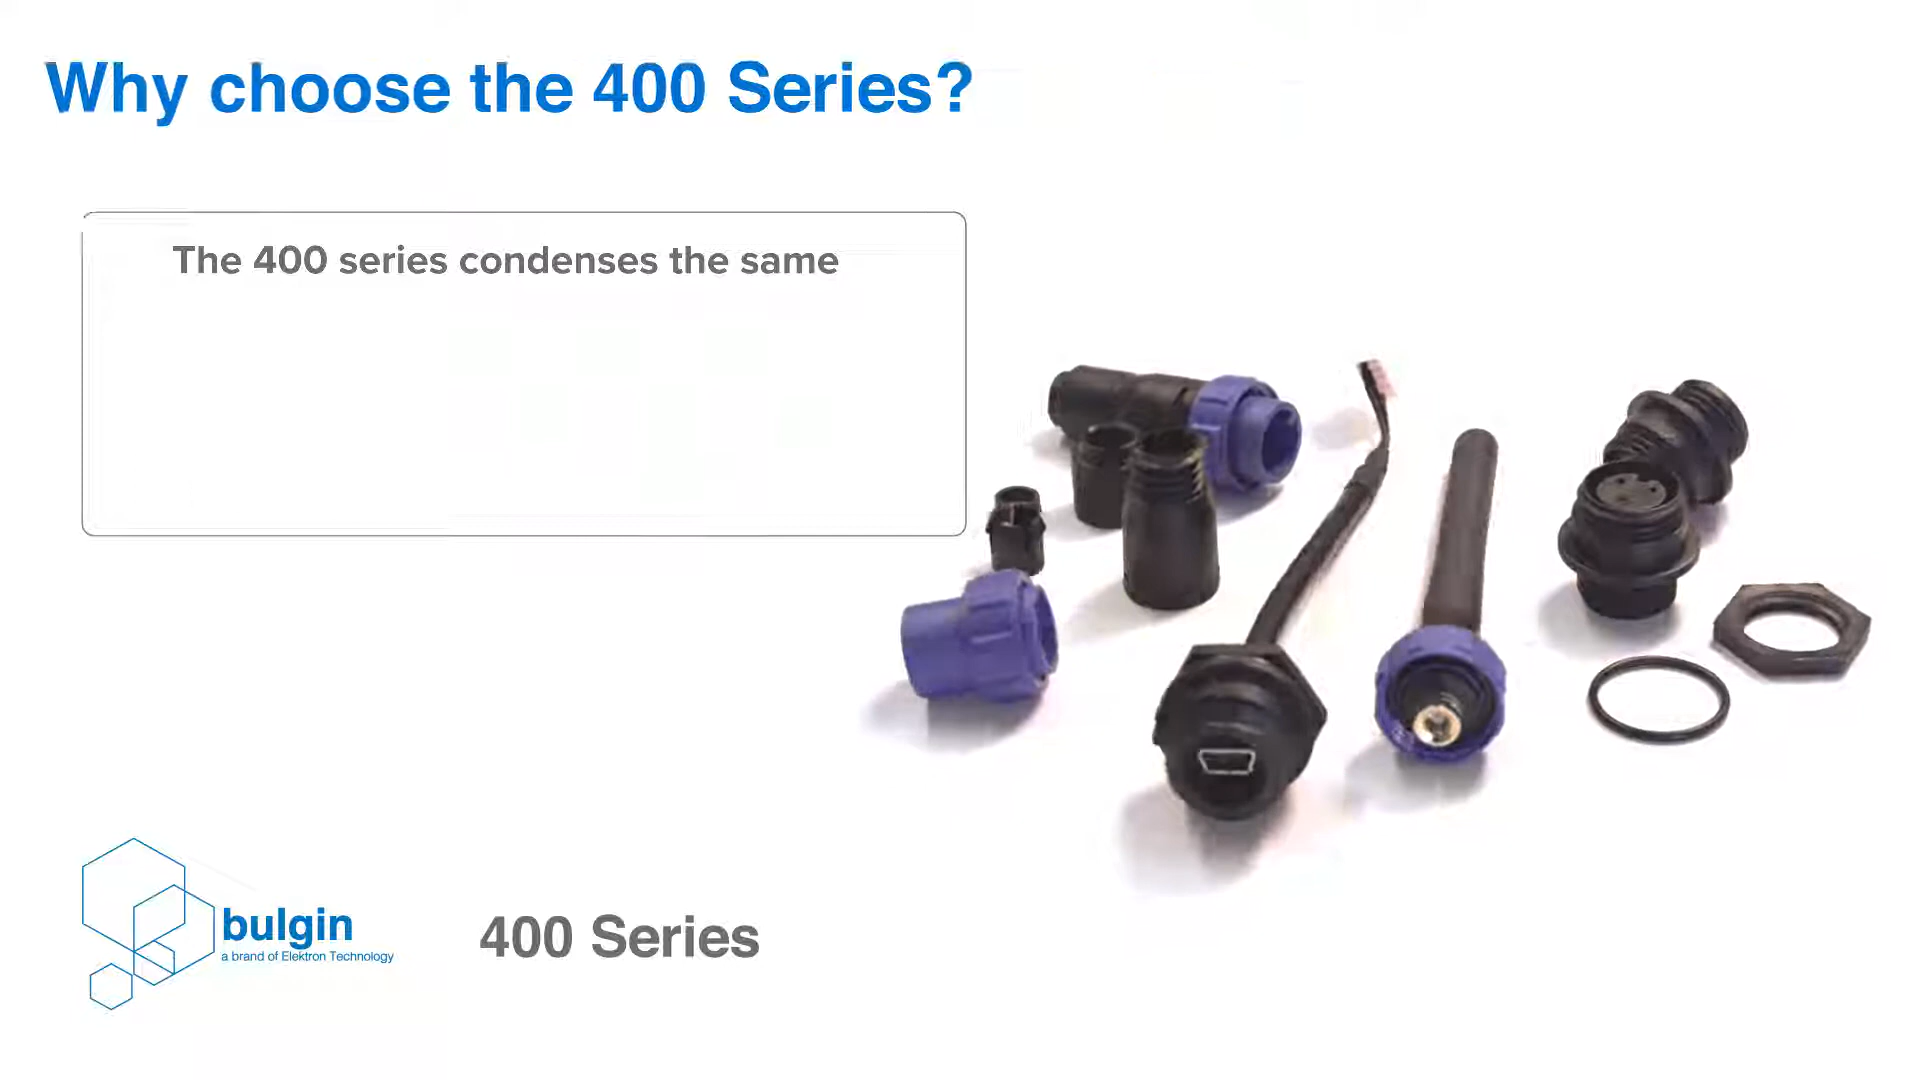 Why choose the 400 Series?
The 400 series condenses the same
bulgin
a brand of Elektron Technology
400 Series